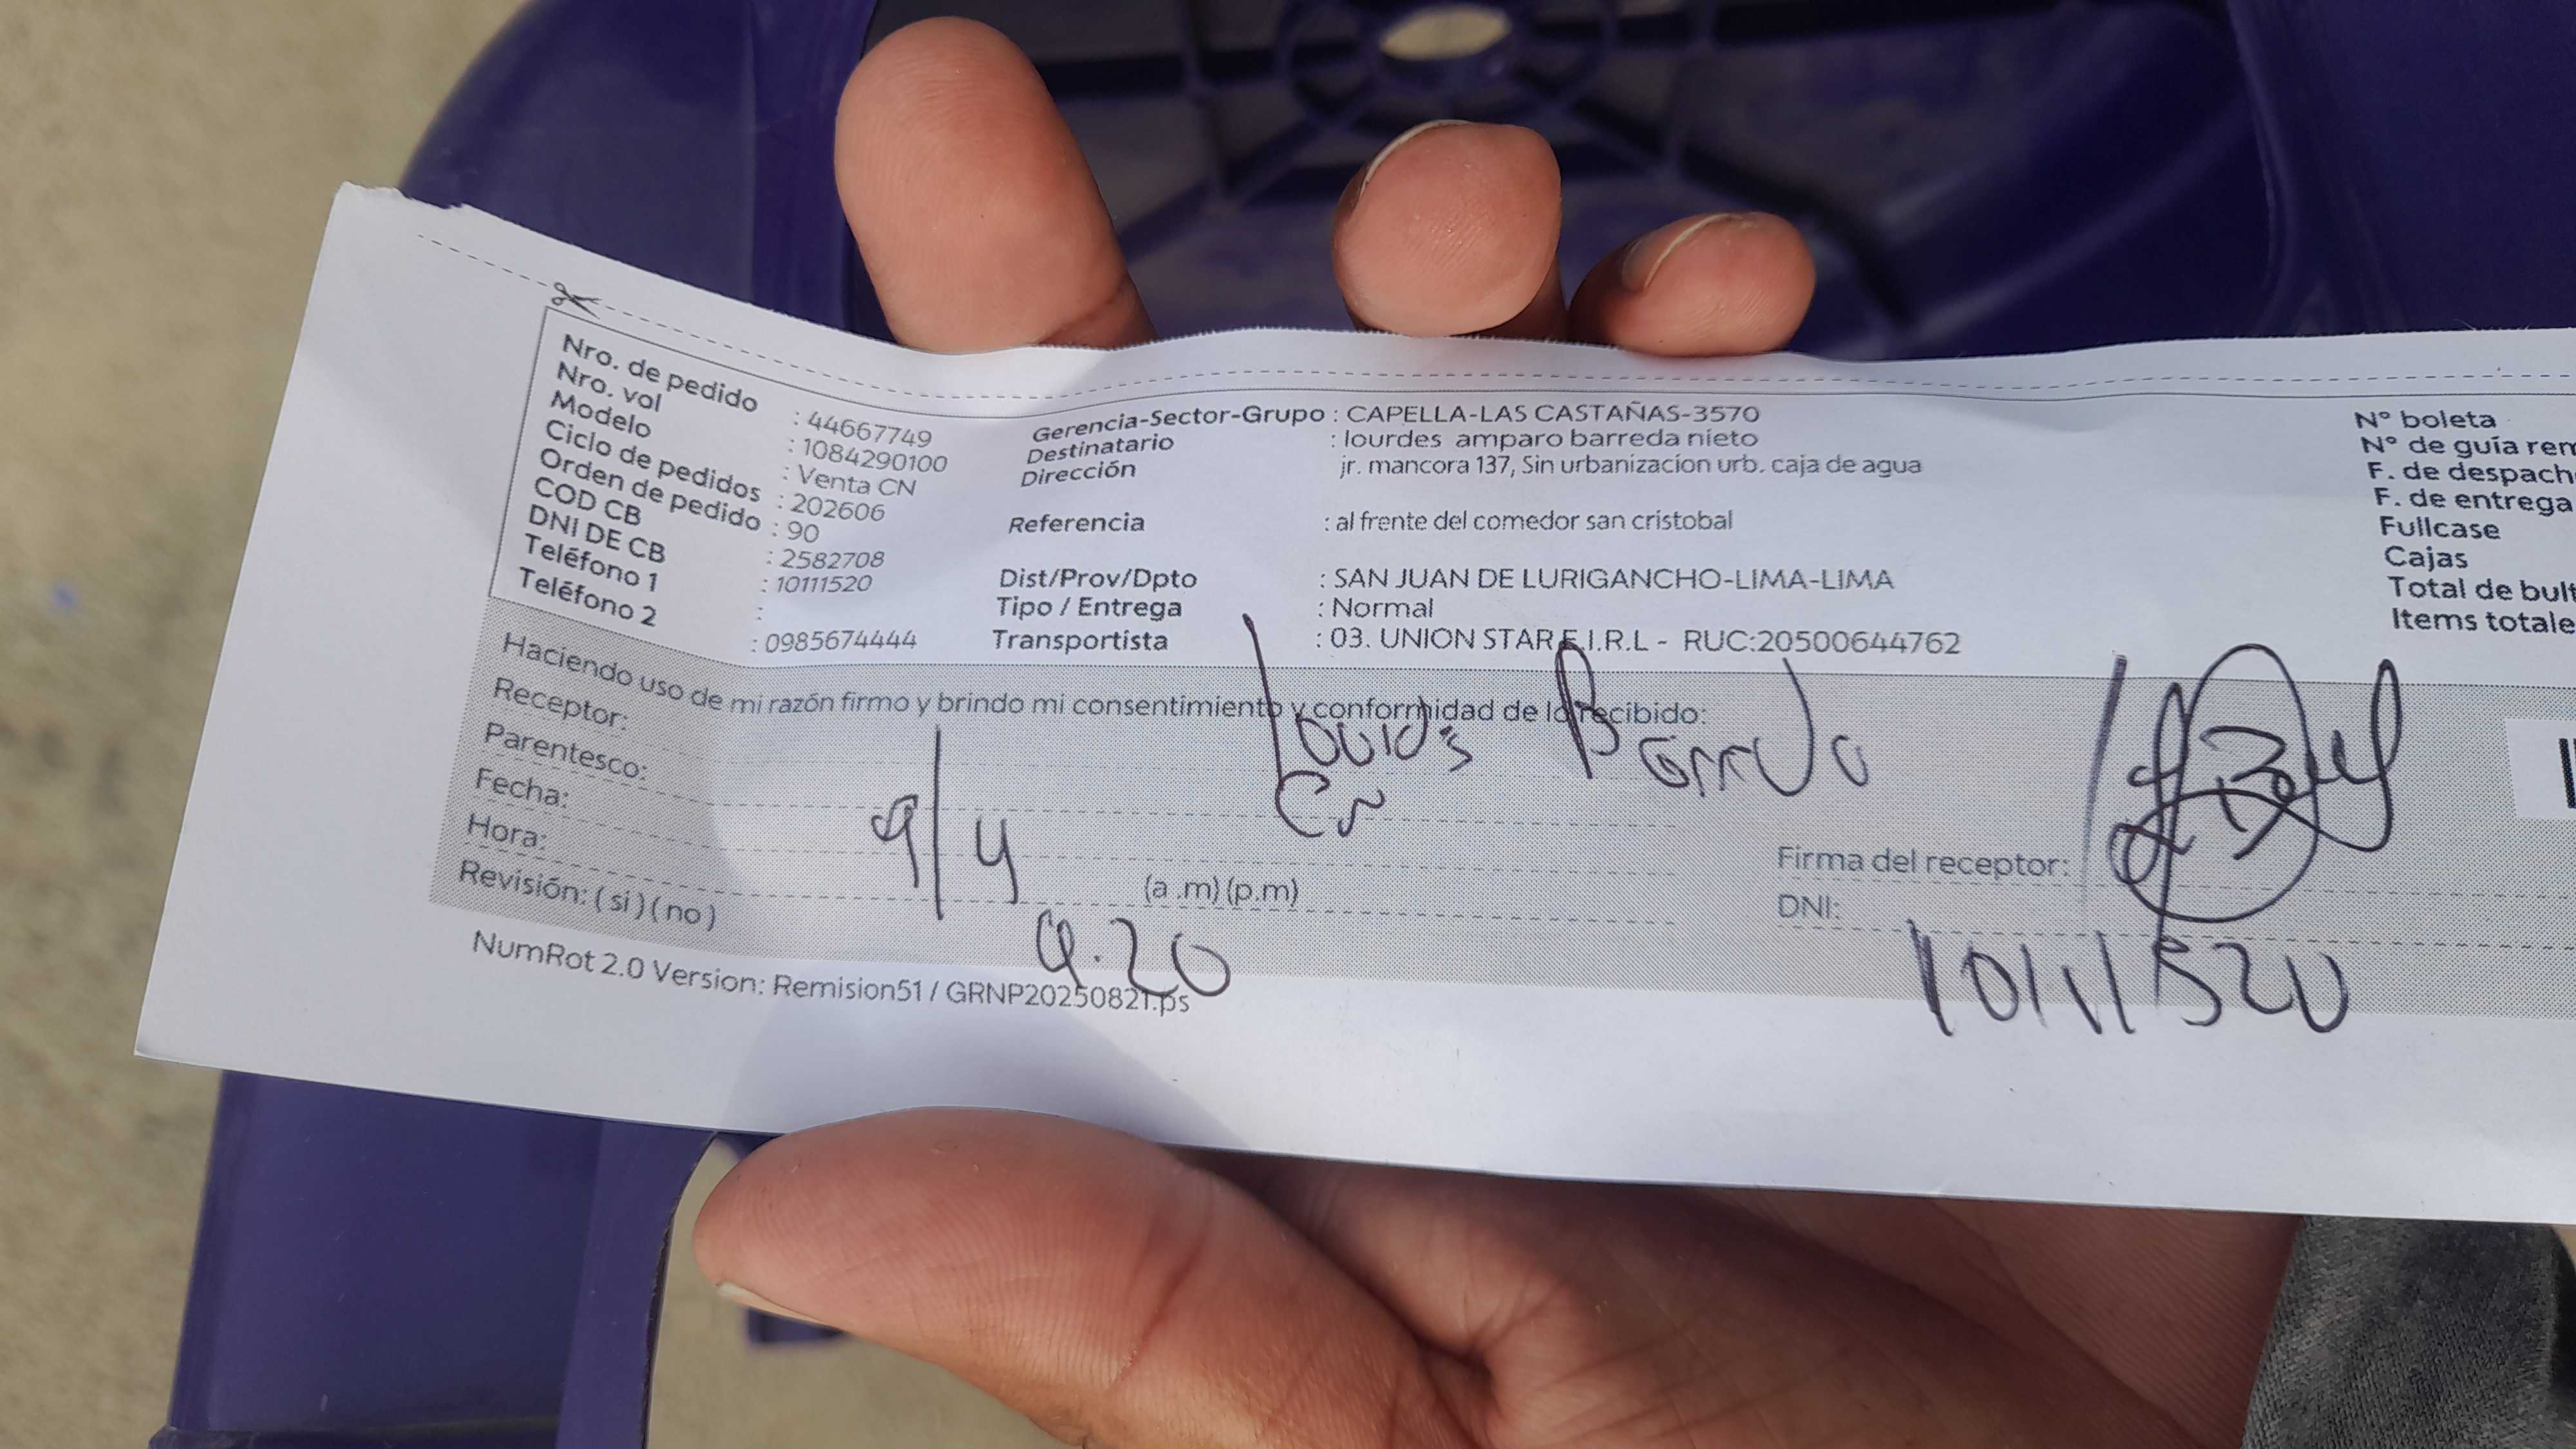 Nro. de pedido : 44667749
Nro. vol : 1084290100
Modelo : Venta CN
Ciclo de pedidos : 202606
Orden de pedido : 90
COD CB : 2582708
DNI DE CB : 10111520
Teléfono 1 :
Teléfono 2 : 0985674444
Gerencia-Sector-Grupo : CAPELLA-LAS CASTAÑAS-3570
Destinatario : lourdes amparo barreda nieto
Dirección jr. mancora 137, Sin urbanizacion urb. caja de agua
Referencia : al frente del comedor san cristobal
Dist/Prov/Dpto : SAN JUAN DE LURIGANCHO-LIMA-LIMA
Tipo / Entrega : Normal
Transportista : 03. UNION STAR E.I.R.L - RUC:20500644762
N° boleta
N° de guía rem
F. de despach
F. de entrega
Fullcase
Cajas
Total de bult
Items totale
Haciendo uso de mi razón firmo y brindo mi consentimiento y conformidad de lo recibido:
Receptor:
Parentesco:
Fecha: 9/4
Hora: 9.20 (a .m) (p.m)
Revisión: ( si ) ( no )
Firma del receptor:
DNI: 10111520
NumRot 2.0 Version: Remision51 / GRNP20250821.ps